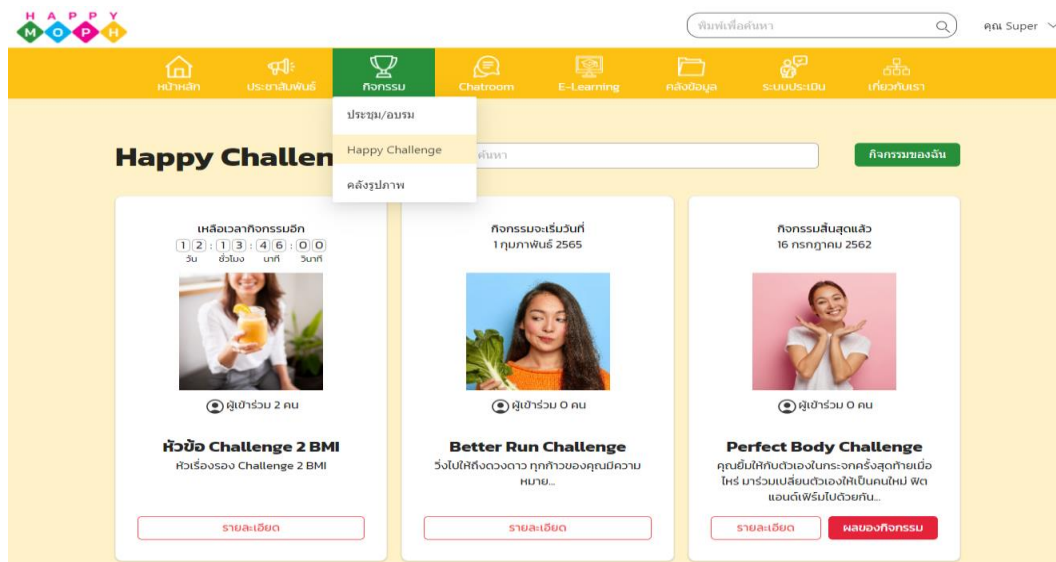 HAPPY
MOPH
พิมพ์เพื่อค้นหา
คุณ Super
หน้าหลัก
ประชาสัมพันธ์
กิจกรรม
Chatroom
E-Learning
คลังข้อมูล
ระบบประเมิน
เกี่ยวกับเรา
ประชุม/อบรม
Happy Challenge
คลังรูปภาพ
Happy Challen
ค้นหา
กิจกรรมของฉัน
เหลือเวลากิจกรรมอีก
12:13:46:00
วัน ชั่วโมง นาที วินาที
ผู้เข้าร่วม 2 คน
หัวข้อ Challenge 2 BMI
หัวเรื่องรอง Challenge 2 BMI
รายละเอียด
กิจกรรมจะเริ่มวันที่
1 กุมภาพันธ์ 2565
ผู้เข้าร่วม 0 คน
Better Run Challenge
วิ่งไปให้ถึงดวงดาว ทุกก้าวของคุณมีความ
หมาย...
รายละเอียด
กิจกรรมสิ้นสุดแล้ว
16 กรกฎาคม 2562
ผู้เข้าร่วม 0 คน
Perfect Body Challenge
คุณยิ้มให้กับตัวเองในกระจกครั้งสุดท้ายเมื่อ
ไหร่ มาร่วมเปลี่ยนตัวเองให้เป็นคนใหม่ ฟิต
แอนด์เฟิร์มไปด้วยกัน...
รายละเอียด
ผลของกิจกรรม